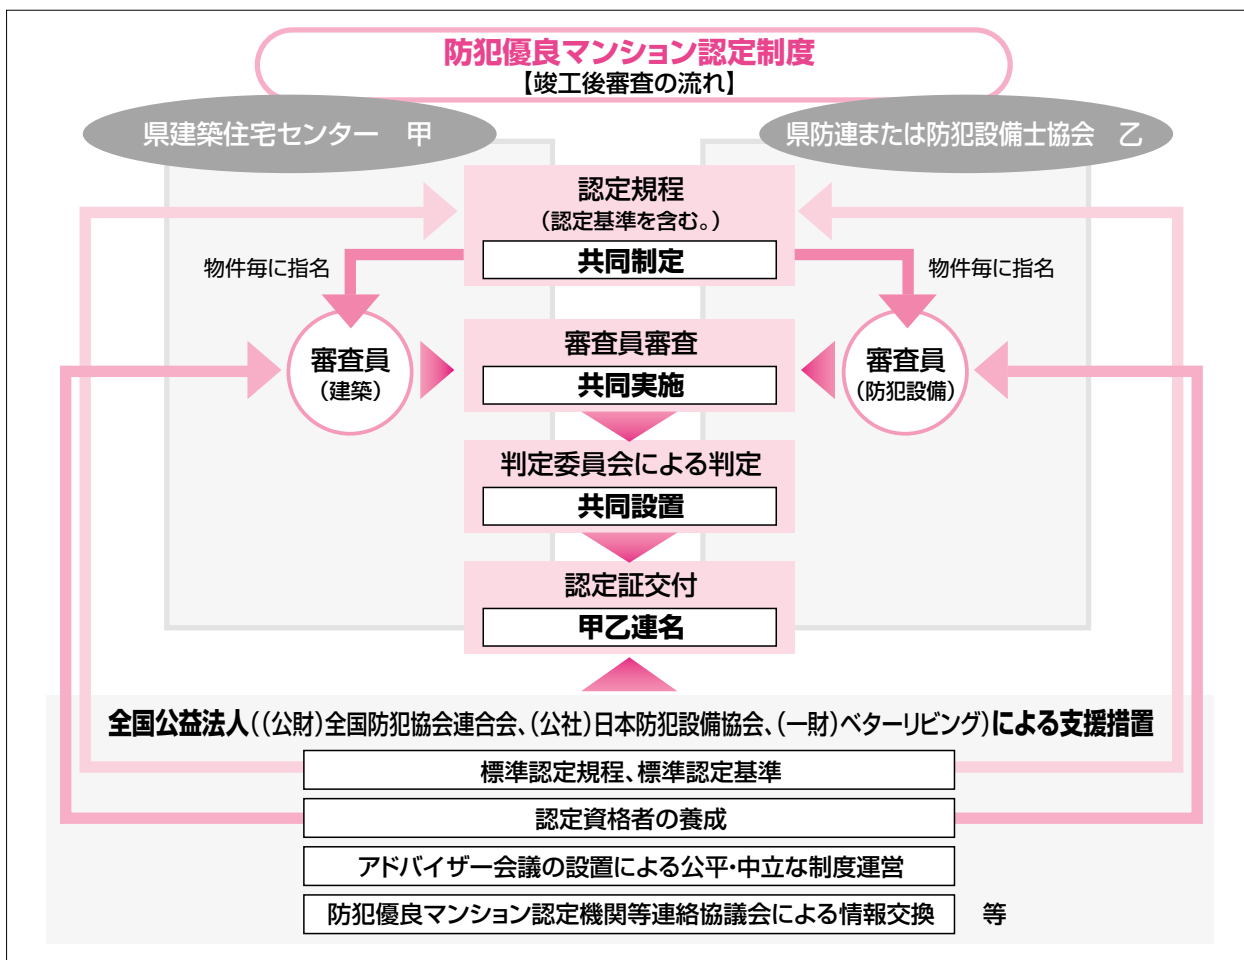 防犯優良マンション認定制度
【竣工後審査の流れ】
県建築住宅センター　甲
県防連または防犯設備士協会　乙
認定規程
（認定基準を含む。）
共同制定
物件毎に指名
物件毎に指名
審査員
（建築）
審査員審査
共同実施
審査員
（防犯設備）
判定委員会による判定
共同設置
認定証交付
甲乙連名
全国公益法人（（公財）全国防犯協会連合会、（公社）日本防犯設備協会、（一財）ベターリビング）による支援措置
標準認定規程、標準認定基準
認定資格者の養成
アドバイザー会議の設置による公平・中立な制度運営
防犯優良マンション認定機関等連絡協議会による情報交換　等